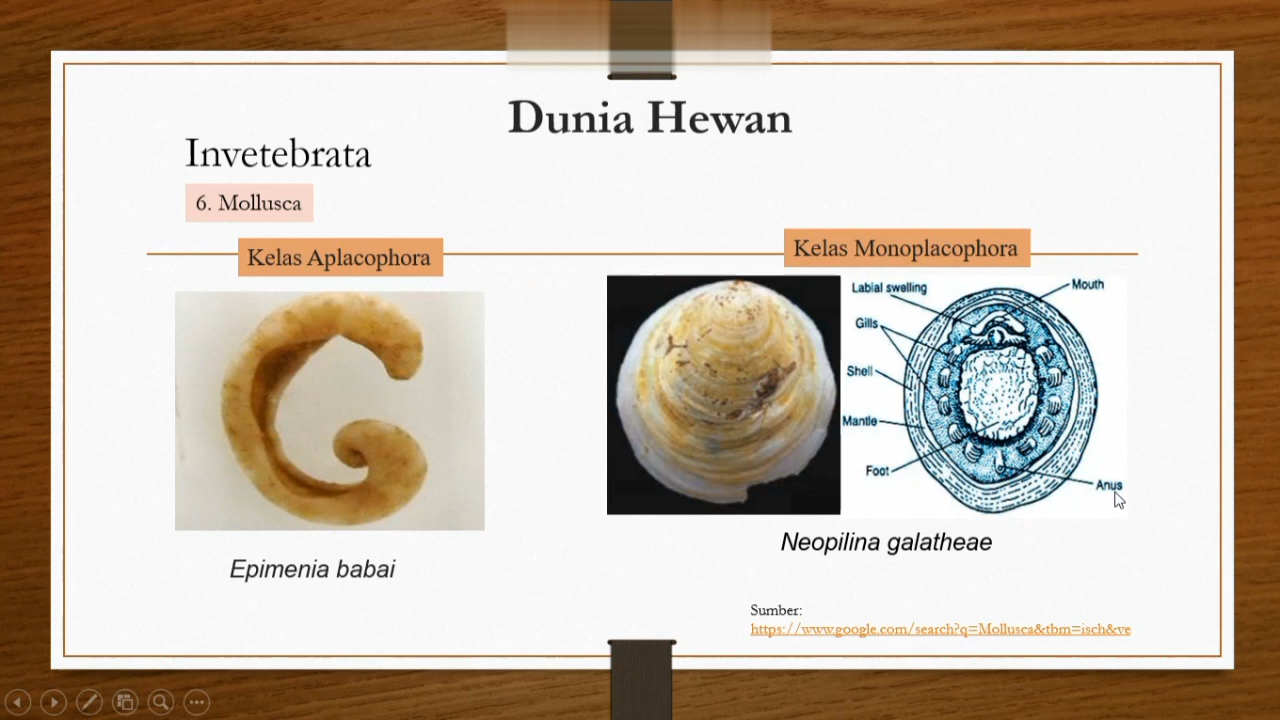 Dunia Hewan
Invetebrata
6. Mollusca
Kelas Aplacophora
Kelas Monoplacophora
Labial swelling
Mouth
Gills
Shell
Mantle
Foot
Anus
Epimenia babai
Neopilina galatheae
Sumber:
https://www.google.com/search?q=Mollusca&tbm=isch&ve